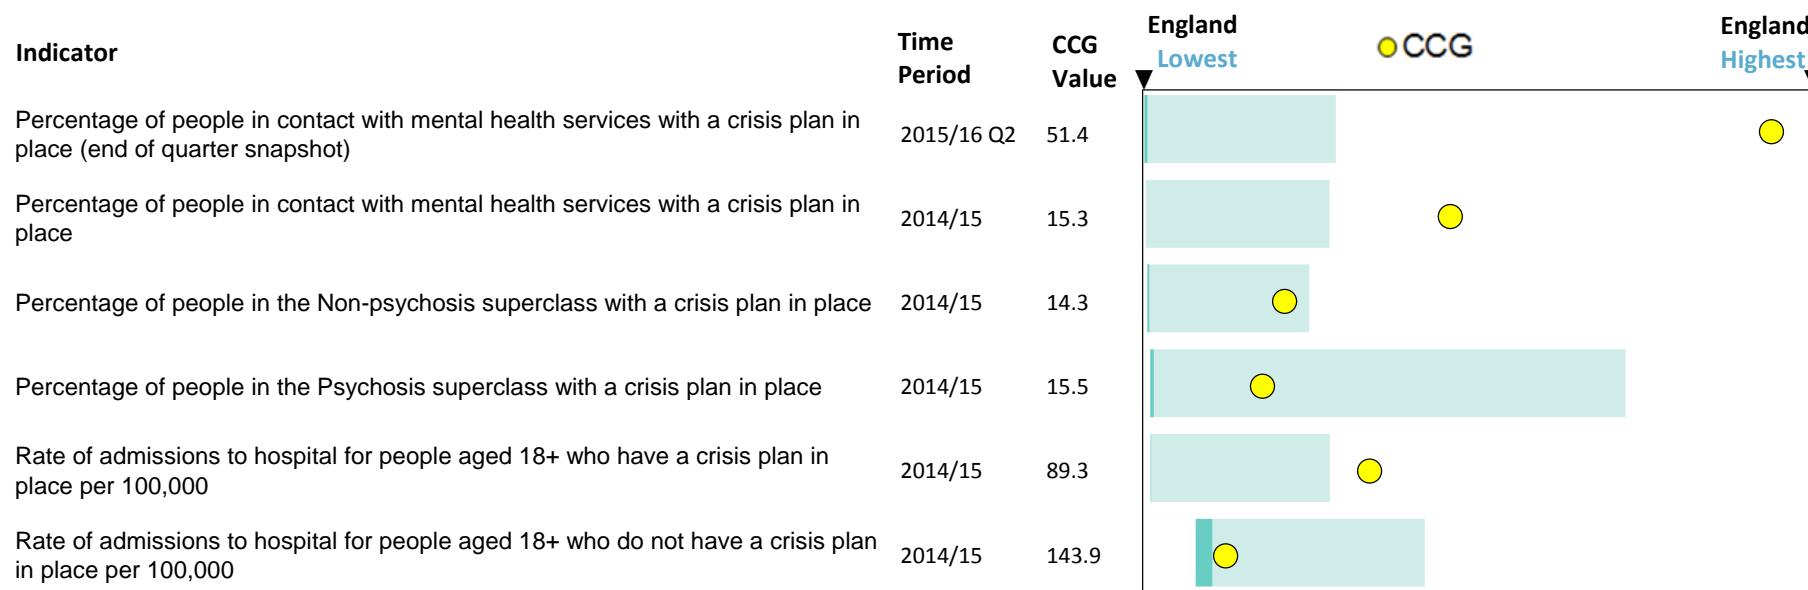 Indicator
Time
Period
CCG
Value
England
Lowest
CCG
England
Highest
Percentage of people in contact with mental health services with a crisis plan in
place (end of quarter snapshot)
2015/16 Q2
51.4
Percentage of people in contact with mental health services with a crisis plan in
place
2014/15
15.3
Percentage of people in the Non-psychosis superclass with a crisis plan in place
2014/15
14.3
Percentage of people in the Psychosis superclass with a crisis plan in place
2014/15
15.5
Rate of admissions to hospital for people aged 18+ who have a crisis plan in
place per 100,000
2014/15
89.3
Rate of admissions to hospital for people aged 18+ who do not have a crisis plan
in place per 100,000
2014/15
143.9